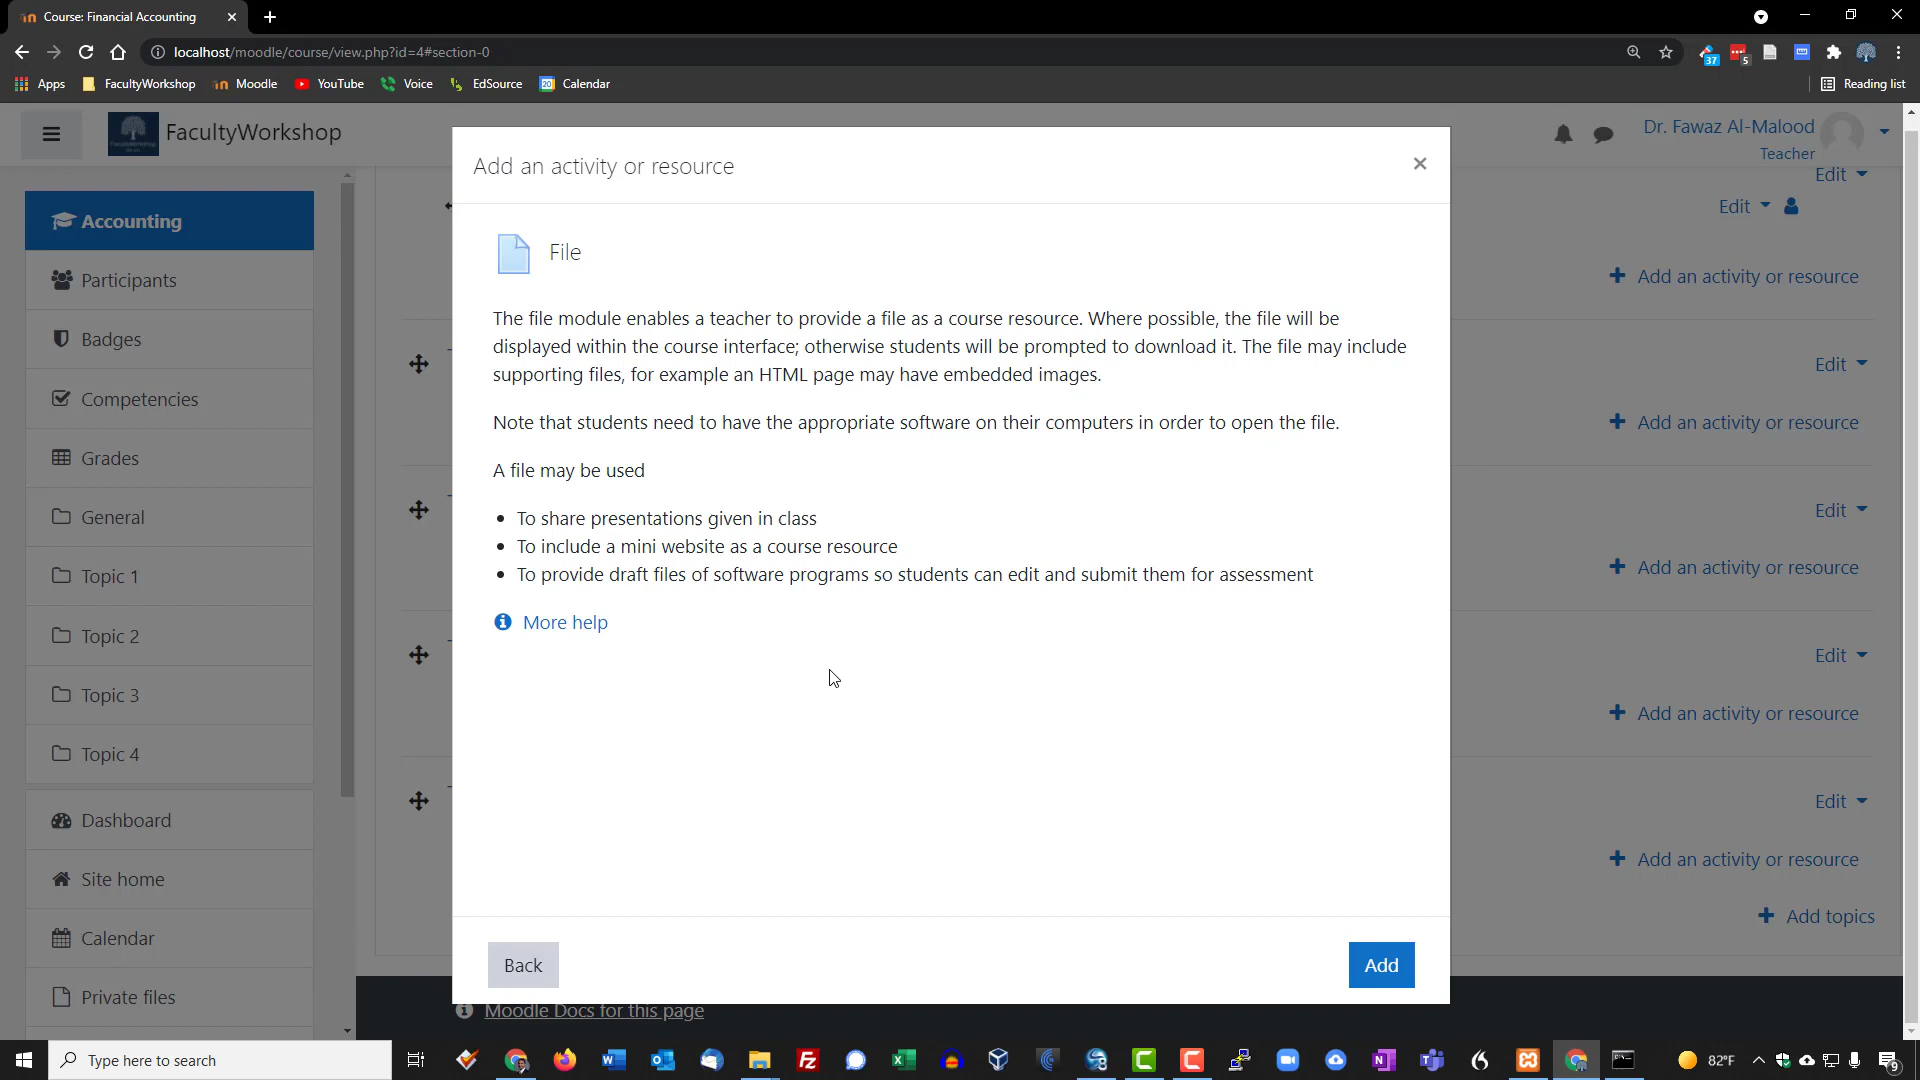 Course: Financial Accounting
localhost/moodle/course/view.php?id=4#section-0
37
5
Apps
FacultyWorkshop
Moodle
YouTube
Voice
EdSource
20
Calendar
Reading list
FacultyWorkshop
Dr. Fawaz Al-Malood
Teacher
Add an activity or resource
Edit
Edit
Accounting
Participants
Badges
Competencies
Grades
General
Topic 1
Topic 2
Topic 3
Topic 4
Dashboard
Site home
Calendar
Private files
File
The file module enables a teacher to provide a file as a course resource. Where possible, the file will be
displayed within the course interface; otherwise students will be prompted to download it. The file may include
supporting files, for example an HTML page may have embedded images.
Note that students need to have the appropriate software on their computers in order to open the file.
A file may be used
To share presentations given in class
To include a mini website as a course resource
To provide draft files of software programs so students can edit and submit them for assessment
More help
Back
Add
Add an activity or resource
Edit
Add an activity or resource
Edit
Add an activity or resource
Edit
Add an activity or resource
Edit
Add an activity or resource
Add topics
Moodle Docs for this page
Type here to search
82°F
9